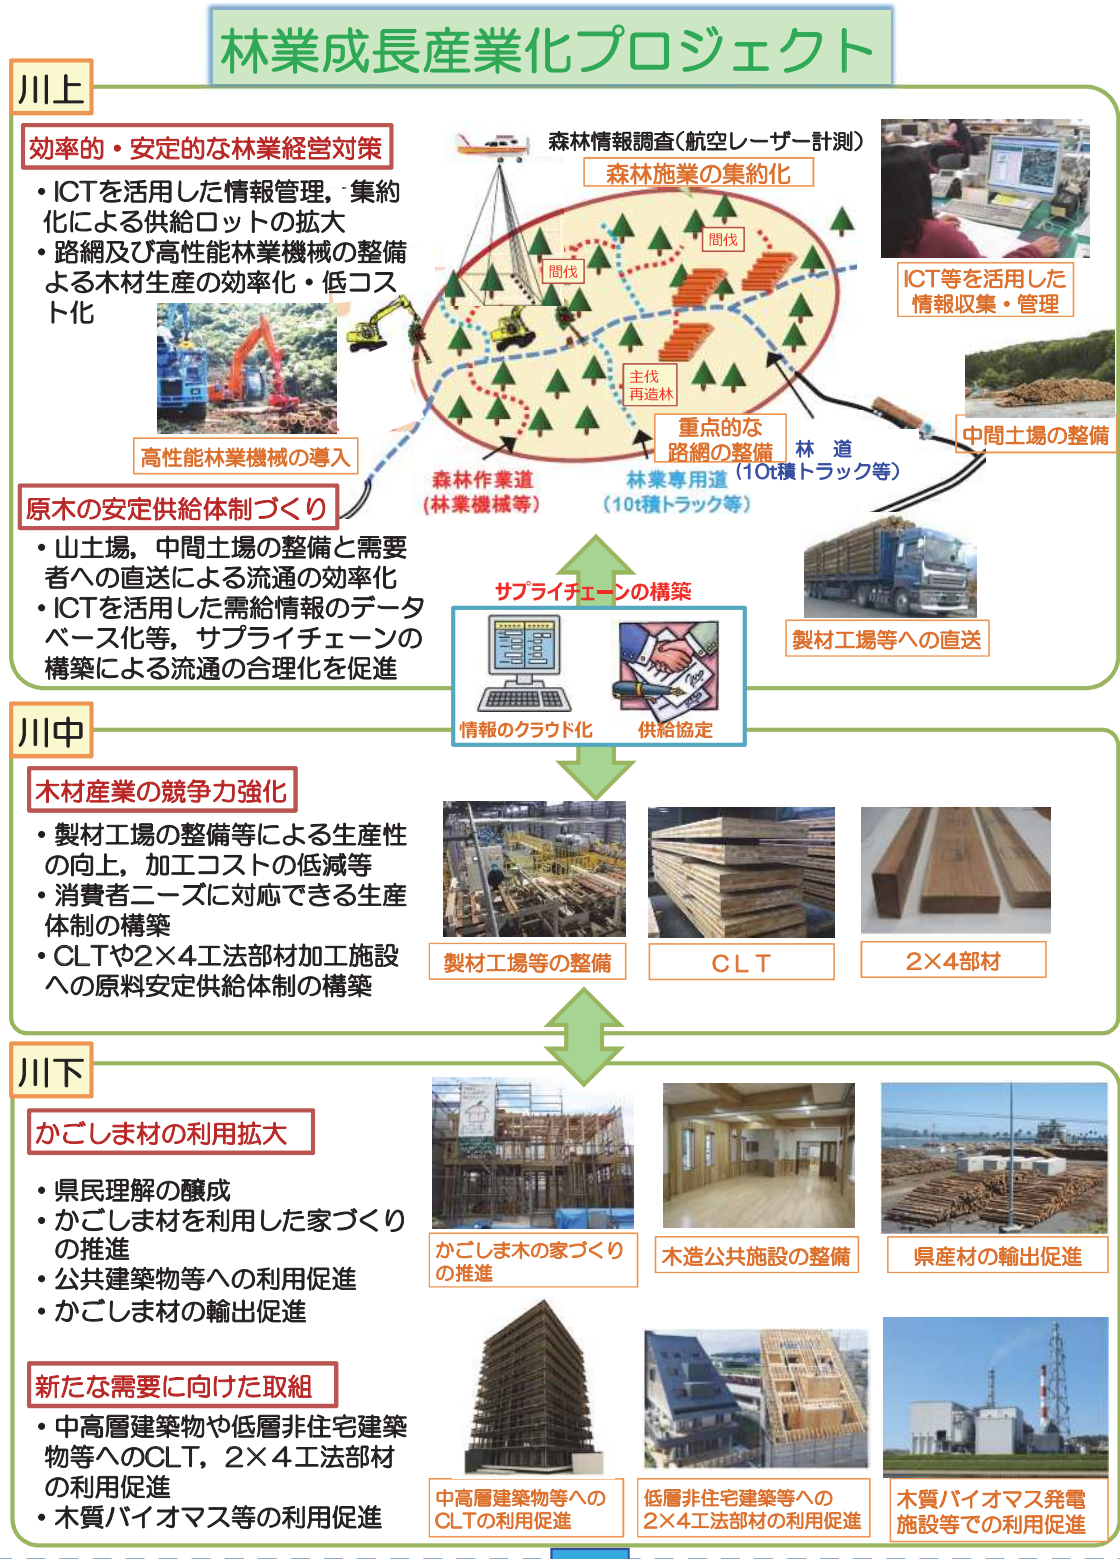 林業成長産業化プロジェクト
川上
効率的・安定的な林業経営対策
・ICTを活用した情報管理，集約
化による供給ロットの拡大
・路網及び高性能林業機械の整備
よる木材生産の効率化・低コス
ト化
高性能林業機械の導入
森林情報調査（航空レーザー計測）
森林施業の集約化
間伐
間伐
主伐
再造林
重点的な
路網の整備
森林作業道
（林業機械等）
林業専用道
（10t積トラック等）
林　道
（10t積トラック等）
ICT等を活用した
情報収集・管理
中間土場の整備
製材工場等への直送
原木の安定供給体制づくり
・山土場，中間土場の整備と需要
者への直送による流通の効率化
・ICTを活用した需給情報のデータ
ベース化等，サプライチェーンの
構築による流通の合理化を促進
サプライチェーンの構築
情報のクラウド化
供給協定
川中
木材産業の競争力強化
・製材工場の整備等による生産性
の向上，加工コストの低減等
・消費者ニーズに対応できる生産
体制の構築
・CLTや2×4工法部材加工施設
への原料安定供給体制の構築
製材工場等の整備
CLT
2×4部材
川下
かごしま材の利用拡大
・県民理解の醸成
・かごしま材を利用した家づくり
の推進
・公共建築物等への利用促進
・かごしま材の輸出促進
かごしま木の家づくり
の推進
木造公共施設の整備
県産材の輸出促進
新たな需要に向けた取組
・中高層建築物や低層非住宅建築
物等へのCLT，2×4工法部材
の利用促進
・木質バイオマス等の利用促進
中高層建築物等への
CLTの利用促進
低層非住宅建築等への
2×4工法部材の利用促進
木質バイオマス発電
施設等での利用促進